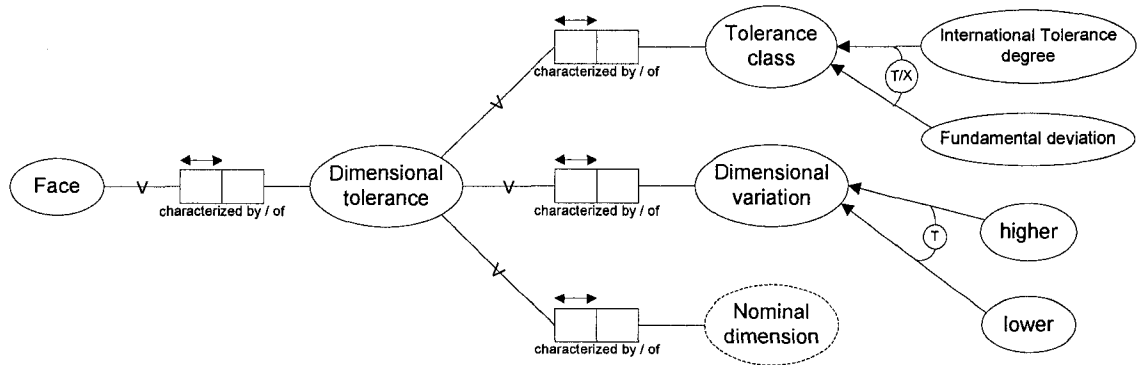 Tolerance
class
International Tolerance
degree
T/X
characterized by / of
Fundamental deviation
Face
V
characterized by / of
Dimensional
tolerance
V
V
characterized by / of
Dimensional
variation
T
higher
lower
V
characterized by / of
Nominal
dimension